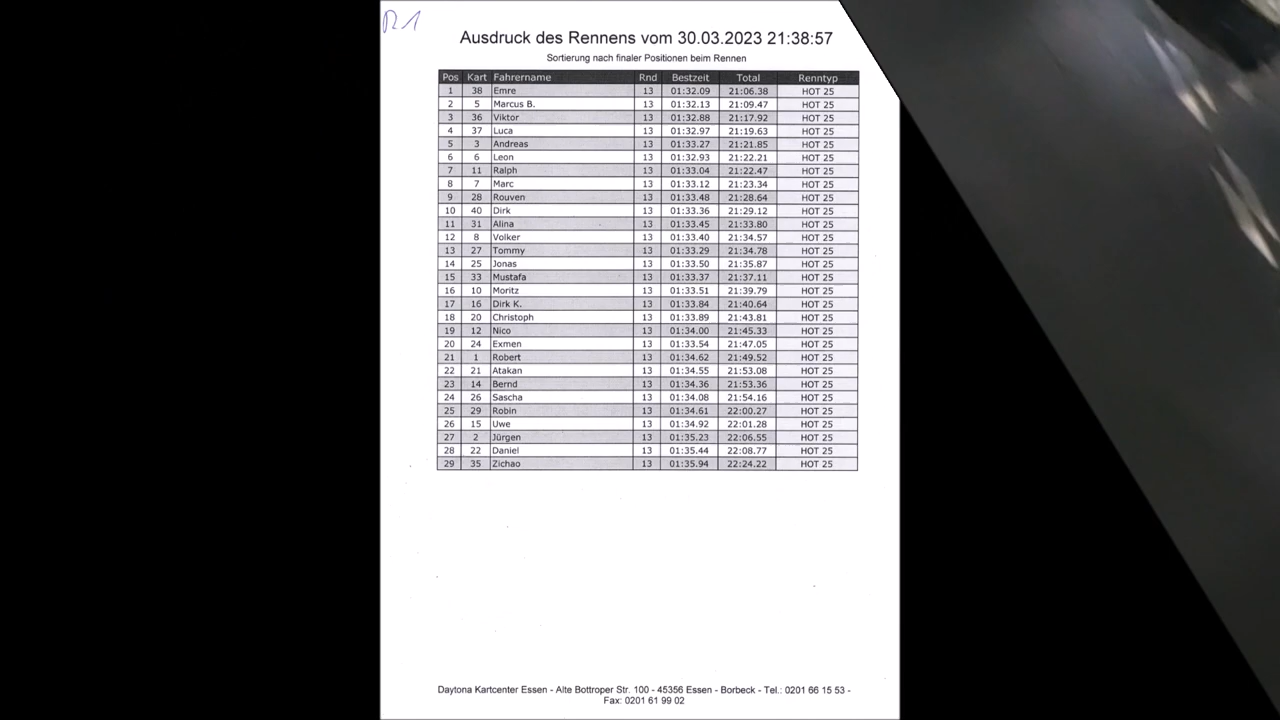 R1
Ausdruck des Rennens vom 30.03.2023 21:38:57
Sortierung nach finaler Positionen beim Rennen
Pos Kart Fahrername Rnd Bestzeit Total Renntyp
1 38 Emre 13 01:32.09 21:06.38 HOT 25
2 5 Marcus B. 13 01:32.13 21:09.47 HOT 25
3 36 Viktor 13 01:32.88 21:17.92 HOT 25
4 37 Luca 13 01:32.97 21:19.63 HOT 25
5 3 Andreas 13 01:33.27 21:21.85 HOT 25
6 6 Leon 13 01:32.93 21:22.21 HOT 25
7 11 Ralph 13 01:33.04 21:22.47 HOT 25
8 7 Marc 13 01:33.12 21:23.34 HOT 25
9 28 Rouven 13 01:33.48 21:28.64 HOT 25
10 40 Dirk 13 01:33.36 21:29.12 HOT 25
11 31 Alina 13 01:33.45 21:33.80 HOT 25
12 8 Volker 13 01:33.40 21:34.57 HOT 25
13 27 Tommy 13 01:33.29 21:34.78 HOT 25
14 25 Jonas 13 01:33.50 21:35.87 HOT 25
15 33 Mustafa 13 01:33.37 21:37.11 HOT 25
16 10 Moritz 13 01:33.51 21:39.79 HOT 25
17 16 Dirk K. 13 01:33.84 21:40.64 HOT 25
18 20 Christoph 13 01:33.89 21:43.81 HOT 25
19 12 Nico 13 01:34.00 21:45.33 HOT 25
20 24 Exmen 13 01:33.54 21:47.05 HOT 25
21 1 Robert 13 01:34.62 21:49.52 HOT 25
22 21 Atakan 13 01:34.55 21:53.08 HOT 25
23 14 Bernd 13 01:34.36 21:53.36 HOT 25
24 26 Sascha 13 01:34.08 21:54.16 HOT 25
25 29 Robin 13 01:34.61 22:00.27 HOT 25
26 15 Uwe 13 01:34.92 22:01.28 HOT 25
27 2 Jürgen 13 01:35.23 22:06.55 HOT 25
28 22 Daniel 13 01:35.44 22:08.77 HOT 25
29 35 Zichao 13 01:35.94 22:24.22 HOT 25
Daytona Kartcenter Essen - Alte Bottroper Str. 100 - 45356 Essen - Borbeck - Tel.: 0201 66 15 53 -
Fax: 0201 61 99 02